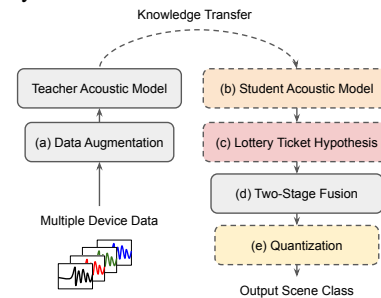 Knowledge Transfer
Teacher Acoustic Model
(a) Data Augmentation
Multiple Device Data
(b) Student Acoustic Model
(c) Lottery Ticket Hypothesis
(d) Two-Stage Fusion
(e) Quantization
Output Scene Class